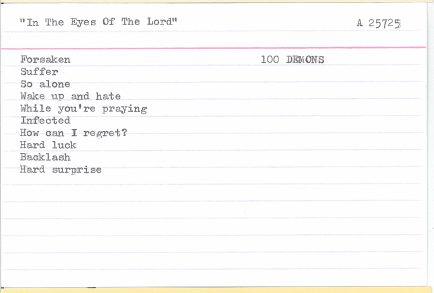 "In The Eyes Of The Lord" A 25725
Forsaken 100 DEMONS
Suffer
So alone
Wake up and hate
While you're praying
Infected
How can I regret?
Hard luck
Backlash
Hard surprise